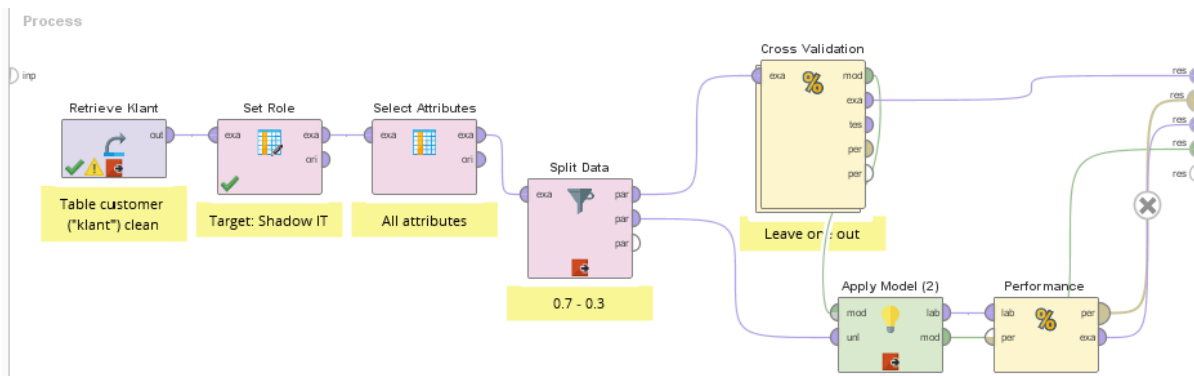 Process
inp
Retrieve Klant
out
Table customer
("klant") clean
Set Role
exa
exa
ori
Target: Shadow IT
Select Attributes
exa
exa
ori
All attributes
Split Data
exa
par
par
par
0.7 - 0.3
Cross Validation
exa
%
mod
exa
tes
per
per
Leave one out
Apply Model (2)
mod
unl
lab
mod
Performance
lab
per
%
per
exa
res
res
res
res
res